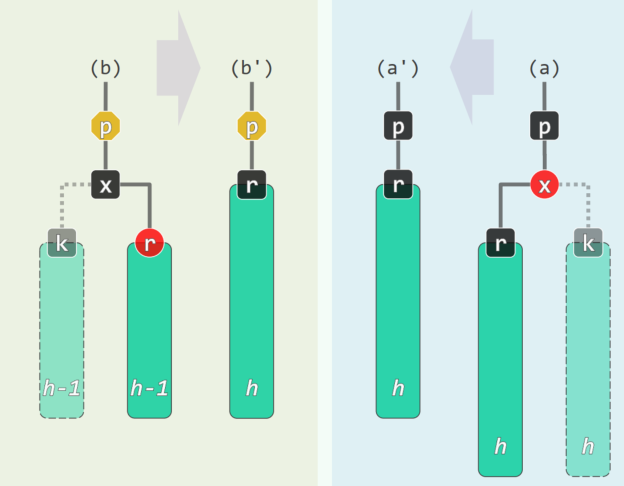 (b) (b') (a') (a)
p p p p
x r r x
k r r k
h-1 h-1 h h
h h